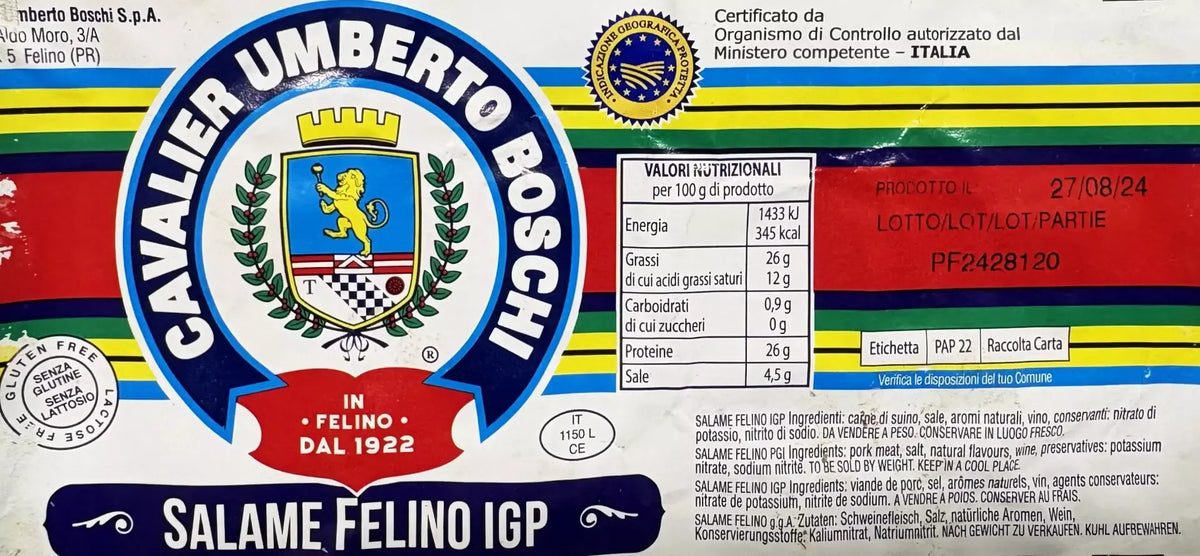 mberto Boschi S.p.A.
Aldo Moro, 3/A
5 Felino (PR)
CAVALIER UMBERTO BOSCHI
T
®
IN
• FELINO •
DAL 1922
SALAME FELINO IGP
GLUTEN FREE
SENZA
GLUTINE
SENZA
LATTOSIO
LACTOSE FREE
IT
1150 L
CE
INDICAZIONE GEOGRAFICA PROTETTA
Certificato da
Organismo di Controllo autorizzato dal
Ministero competente – ITALIA
VALORI NUTRIZIONALI
per 100 g di prodotto
Energia 1433 kJ
345 kcal
Grassi 26 g
di cui acidi grassi saturi 12 g
Carboidrati 0,9 g
di cui zuccheri 0 g
Proteine 26 g
Sale 4,5 g
PRODOTTO IL: 27/08/24
LOTTO/LOT/LOT/PARTIE
PF2428120
Etichetta PAP 22 Raccolta Carta
Verifica le disposizioni del tuo Comune
SALAME FELINO IGP Ingredienti: carne di suino, sale, aromi naturali, vino, conservanti: nitrato di
potassio, nitrito di sodio. DA VENDERE A PESO. CONSERVARE IN LUOGO FRESCO.
SALAME FELINO PGI Ingredients: pork meat, salt, natural flavours, wine, preservatives: potassium
nitrate, sodium nitrite. TO BE SOLD BY WEIGHT. KEEP IN A COOL PLACE.
SALAME FELINO IGP Ingredients: viande de porc, sel, arômes naturels, vin, agents conservateurs:
nitrate de potassium, nitrite de sodium. A VENDRE A POIDS. CONSERVER AU FRAIS.
SALAME FELINO g.g.A. Zutaten: Schweinefleisch, Salz, natürliche Aromen, Wein,
Konservierungsstoffe: Kaliumnitrat, Natriumnitrit. NACH GEWICHT ZU VERKAUFEN. KUHL AUFBEWAHREN.